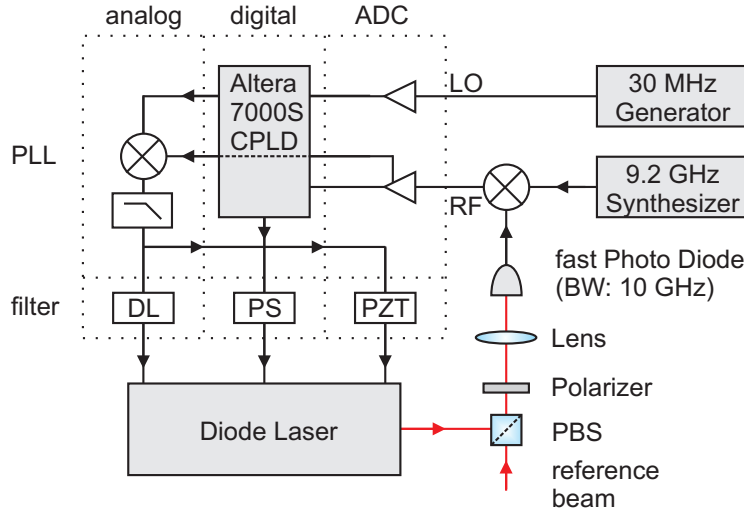 analog digital ADC
Altera
7000S
CPLD
LO
30 MHz
Generator
PLL
RF
9.2 GHz
Synthesizer
fast Photo Diode
(BW: 10 GHz)
filter
DL PS PZT
Lens
Polarizer
Diode Laser
PBS
reference
beam